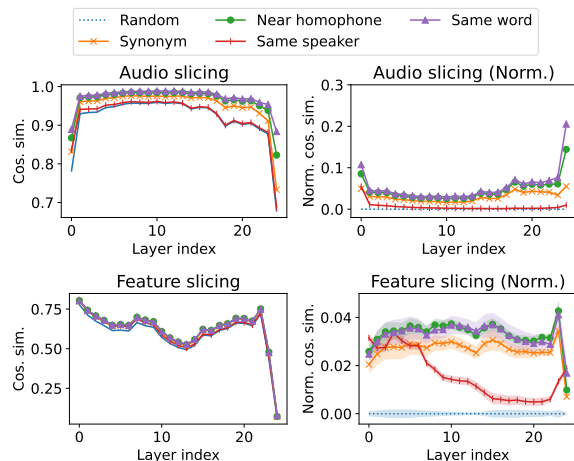 Random
Near homophone
Same word
Synonym
Same speaker
Audio slicing
Audio slicing (Norm.)
Cos. sim.
1.0
0.9
0.8
0.7
0
10
20
Layer index
Norm. cos. sim.
0.3
0.2
0.1
0.0
0
10
20
Layer index
Feature slicing
Feature slicing (Norm.)
Cos. sim.
0.75
0.50
0.25
0
10
20
Layer index
Norm. cos. sim.
0.04
0.02
0.00
0
10
20
Layer index